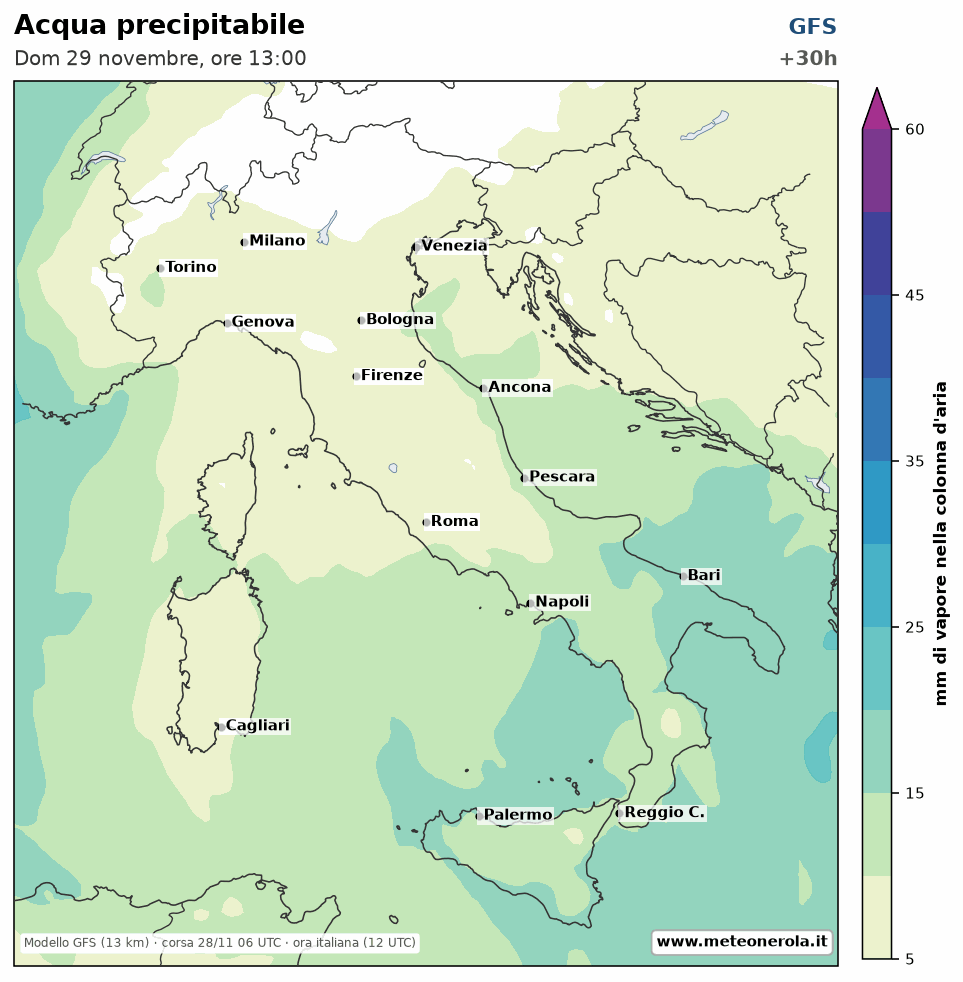 Acqua precipitabile
GFS
Dom 29 novembre, ore 13:00
+30h
60
Milano
Venezia
Torino
45
Genova
Bologna
Firenze
Ancona
mm di vapore nella colonna d'aria
35
Pescara
Roma
Bari
Napoli
25
Cagliari
15
Palermo
Reggio C.
Modello GFS (13 km) · corsa 28/11 06 UTC · ora italiana (12 UTC)
www.meteonerola.it
5